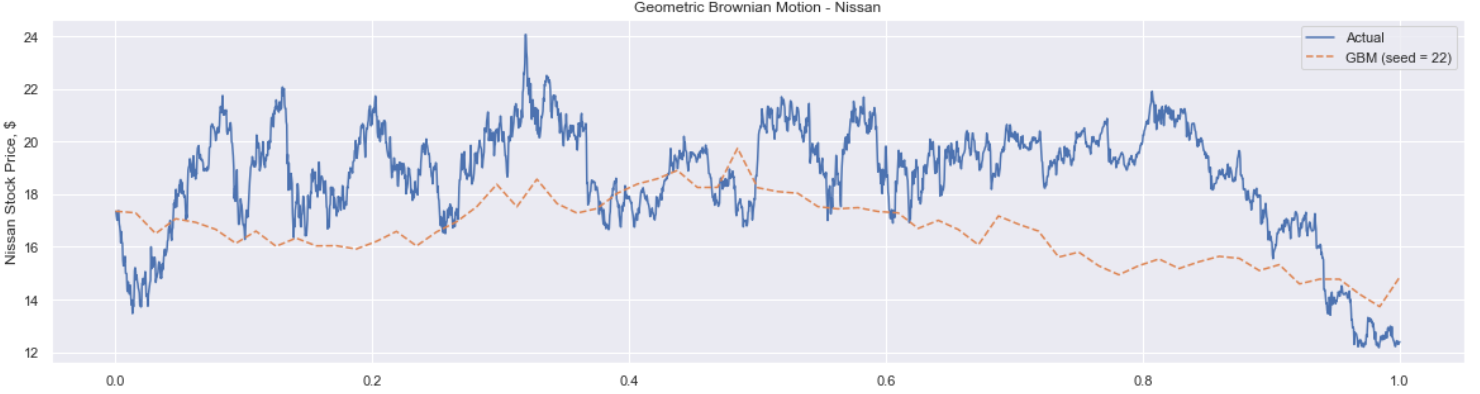 Geometric Brownian Motion - Nissan
Actual
GBM (seed = 22)
Nissan Stock Price, $
24
22
20
18
16
14
12
0.0 0.2 0.4 0.6 0.8 1.0